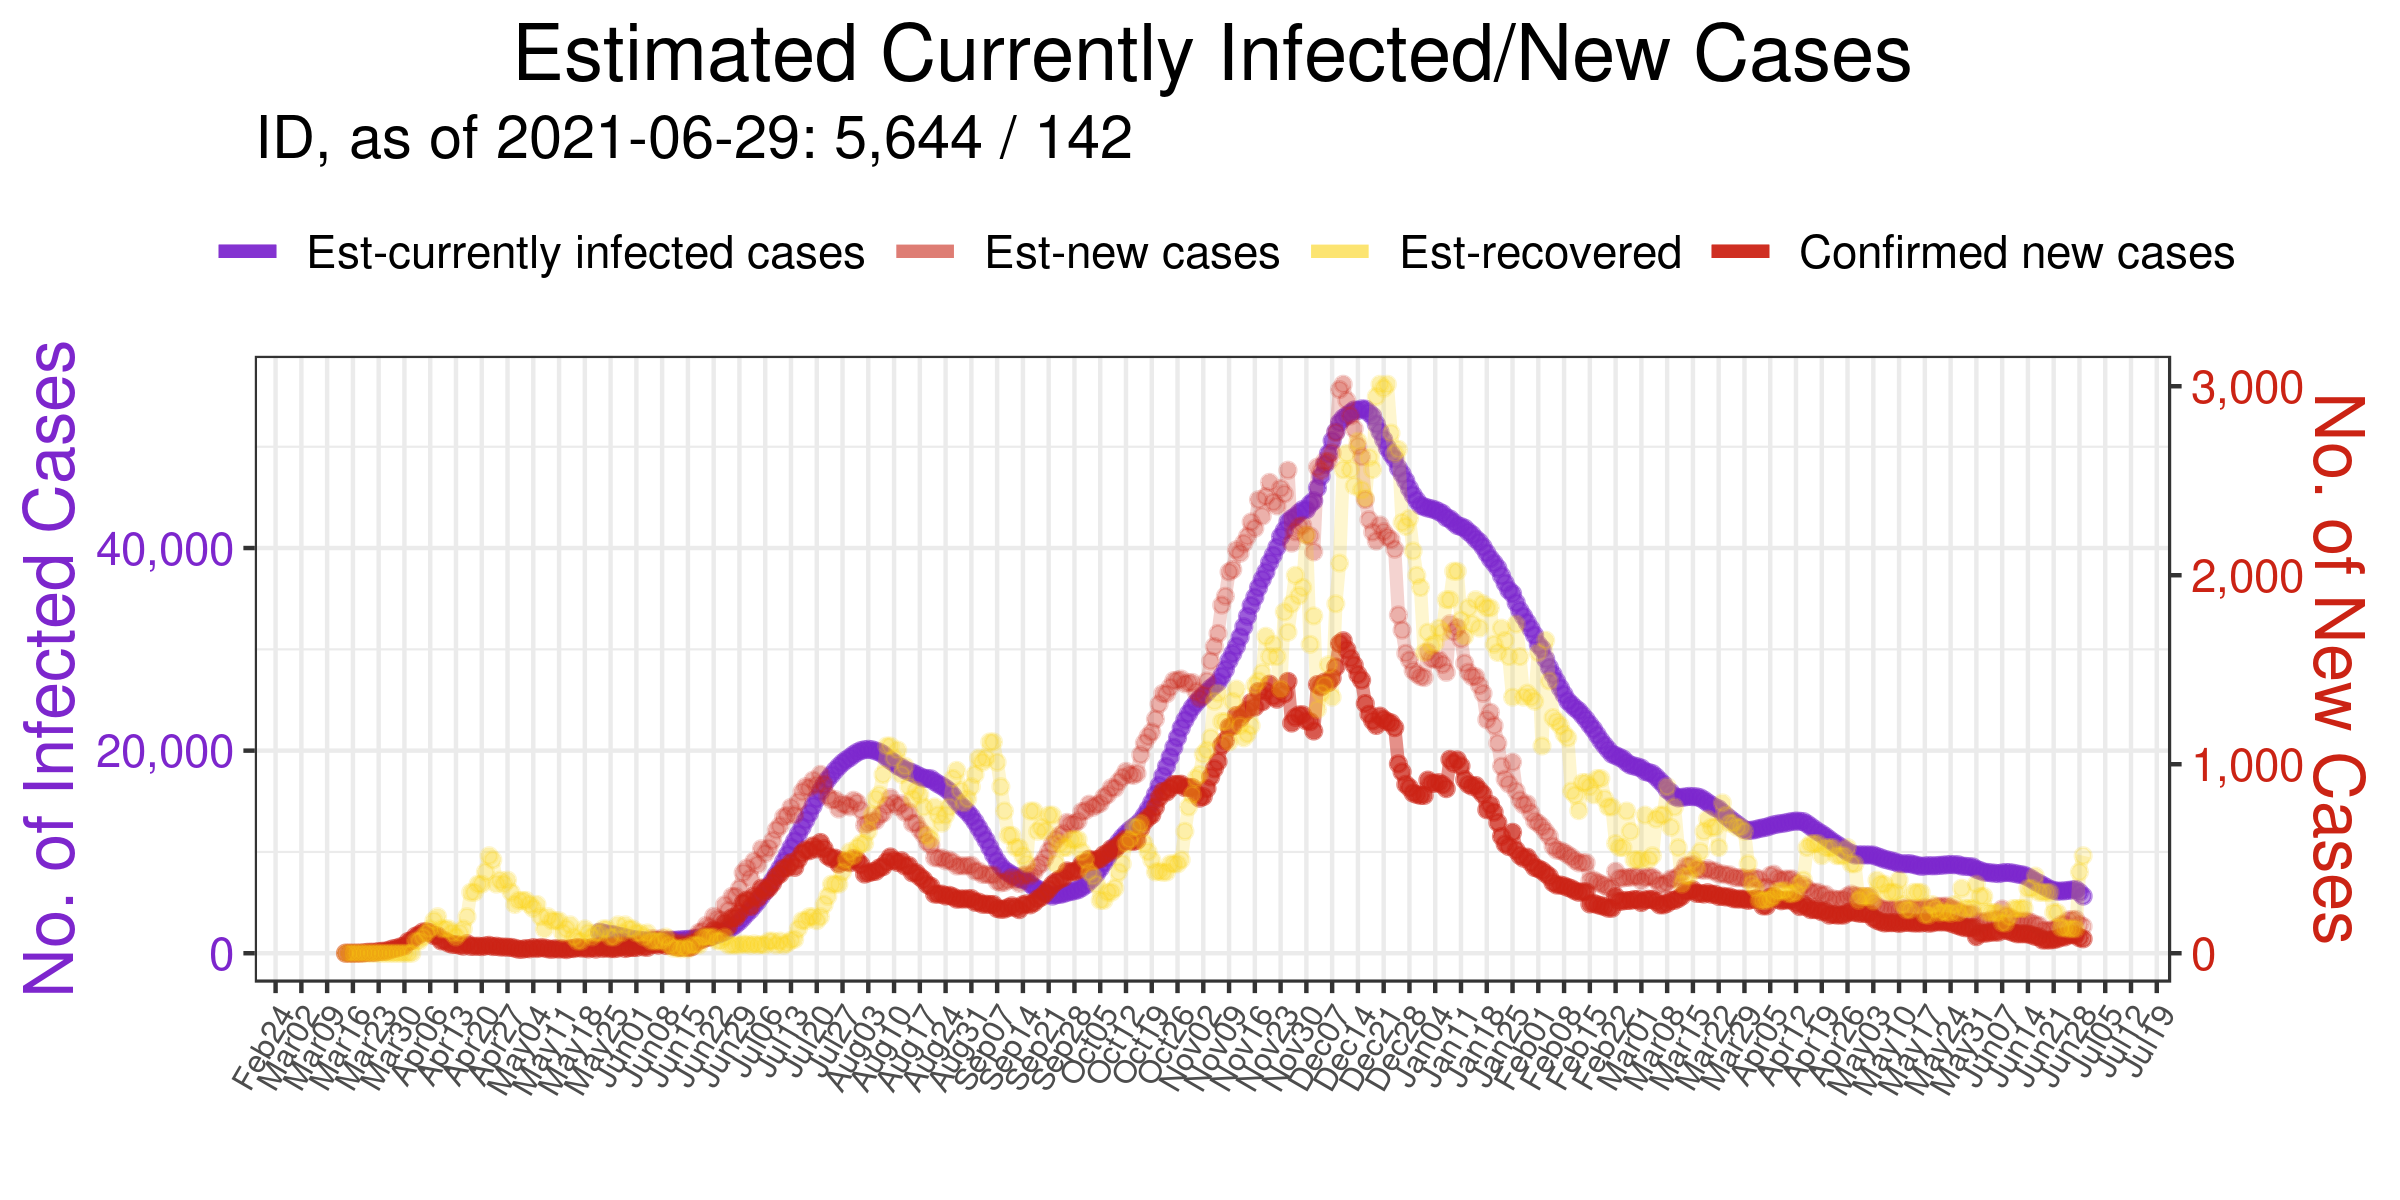 Estimated Currently Infected/New Cases
ID, as of 2021-06-29: 5,644 / 142
Est-currently infected cases
Est-new cases
Est-recovered
Confirmed new cases
No. of Infected Cases
40,000
20,000
0
3,000
2,000
1,000
0
No. of New Cases
Feb24
Mar02
Mar09
Mar16
Mar23
Mar30
Apr06
Apr13
Apr20
Apr27
May04
May11
May18
May25
Jun01
Jun08
Jun15
Jun22
Jun29
Jul06
Jul13
Jul20
Jul27
Aug03
Aug10
Aug17
Aug24
Aug31
Sep07
Sep14
Sep21
Sep28
Oct05
Oct12
Oct19
Oct26
Nov02
Nov09
Nov16
Nov23
Nov30
Dec07
Dec14
Dec21
Dec28
Jan04
Jan11
Jan18
Jan25
Feb01
Feb08
Feb15
Feb22
Mar01
Mar08
Mar15
Mar22
Mar29
Apr05
Apr12
Apr19
Apr26
May03
May10
May17
May24
May31
Jun07
Jun14
Jun21
Jun28
Jul05
Jul12
Jul19